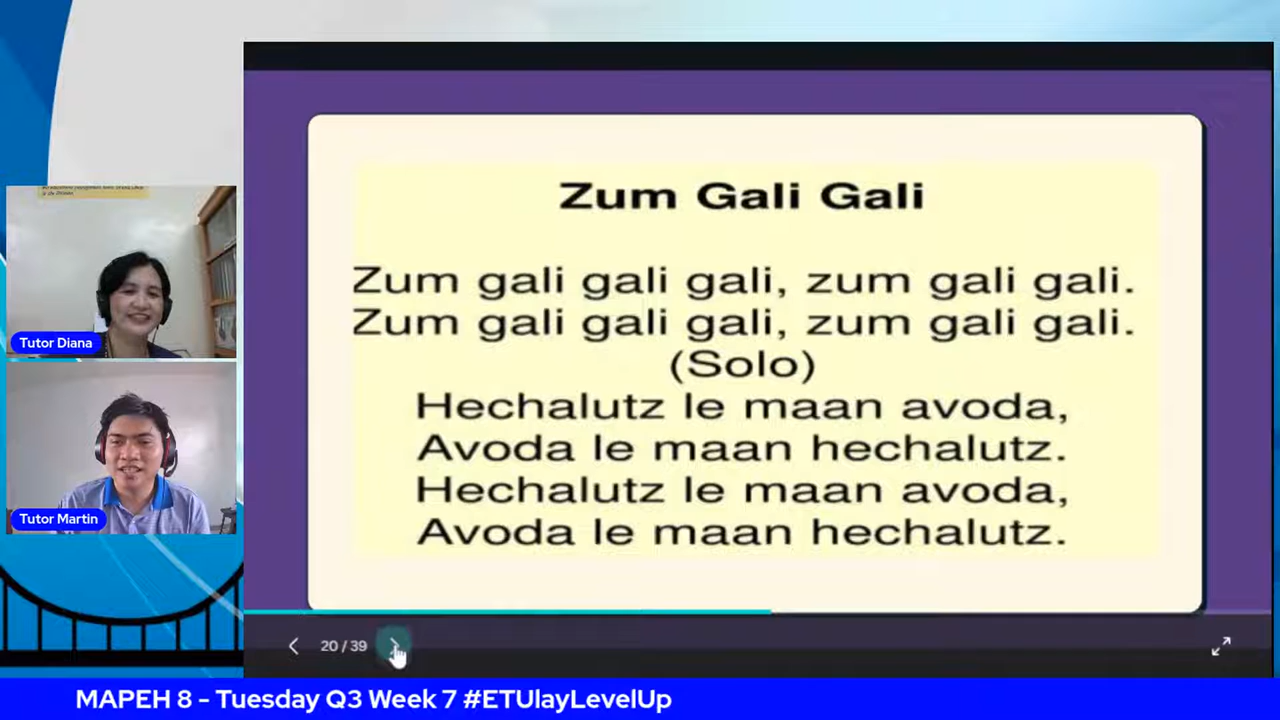 Zum Gali Gali
Zum gali gali gali, zum gali gali.
Zum gali gali gali, zum gali gali.
(Solo)
Hechalutz le maan avoda,
Avoda le maan hechalutz.
Hechalutz le maan avoda,
Avoda le maan hechalutz.
Tutor Diana
Tutor Martin
20 / 39
MAPEH 8 - Tuesday Q3 Week 7 #ETUlayLevelUp